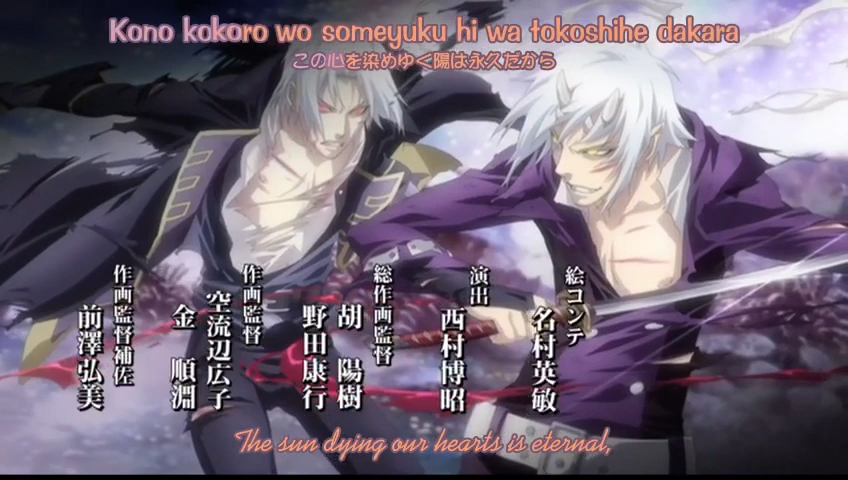 Kono kokoro wo someyuku hi wa tokoshihe dakara
この心を染めゆく陽は永久だから
絵コンテ
名村英敏
演出
西村博昭
総作画監督
胡 陽樹
野田康行
作画監督
空流辺広子
金 順淵
作画監督補佐
前澤弘美
The sun dying our hearts is eternal,